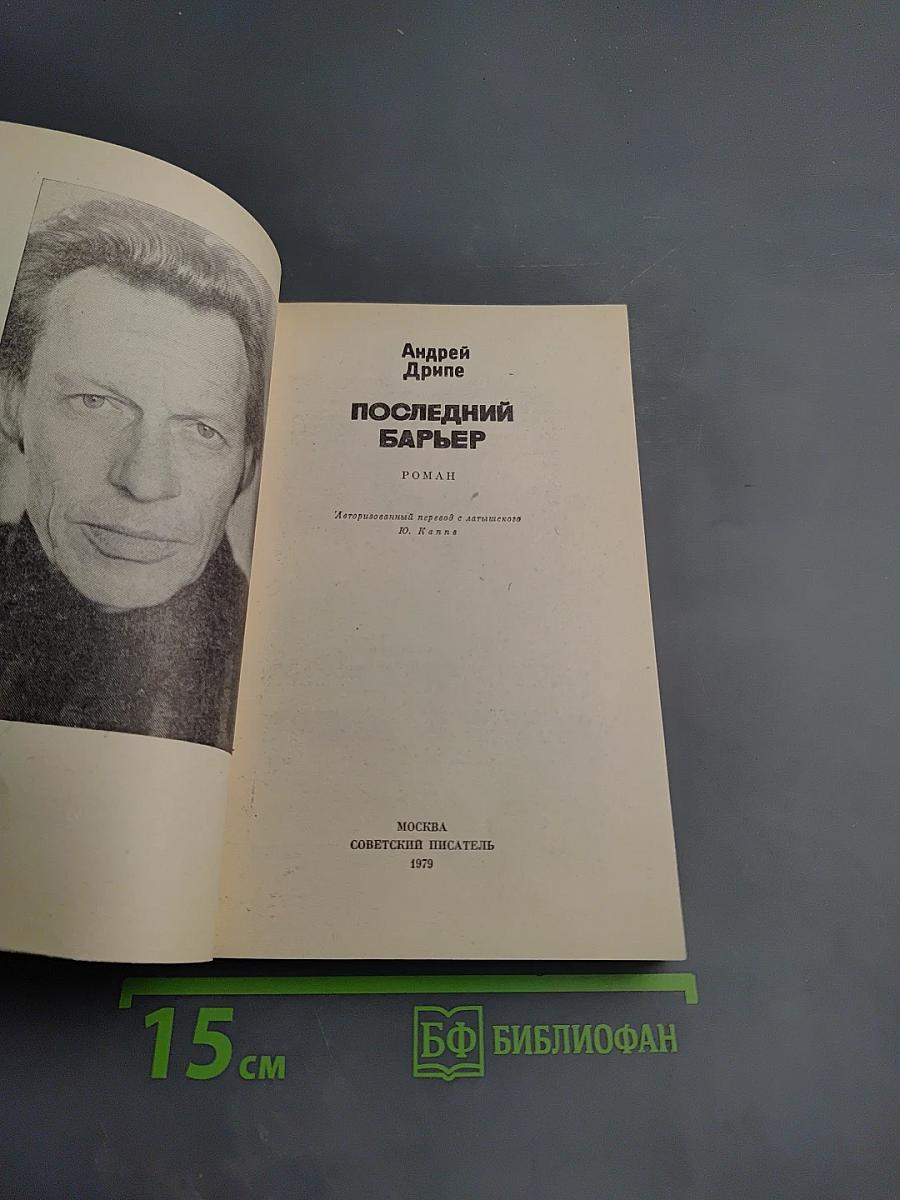 Андрей
Дрипе
ПОСЛЕДНИЙ
БАРЬЕР
РОМАН
Авторизованный перевод с латышского
Ю. Каппе
МОСКВА
СОВЕТСКИЙ ПИСАТЕЛЬ
1979
15 см
БФ БИБЛИОФАН